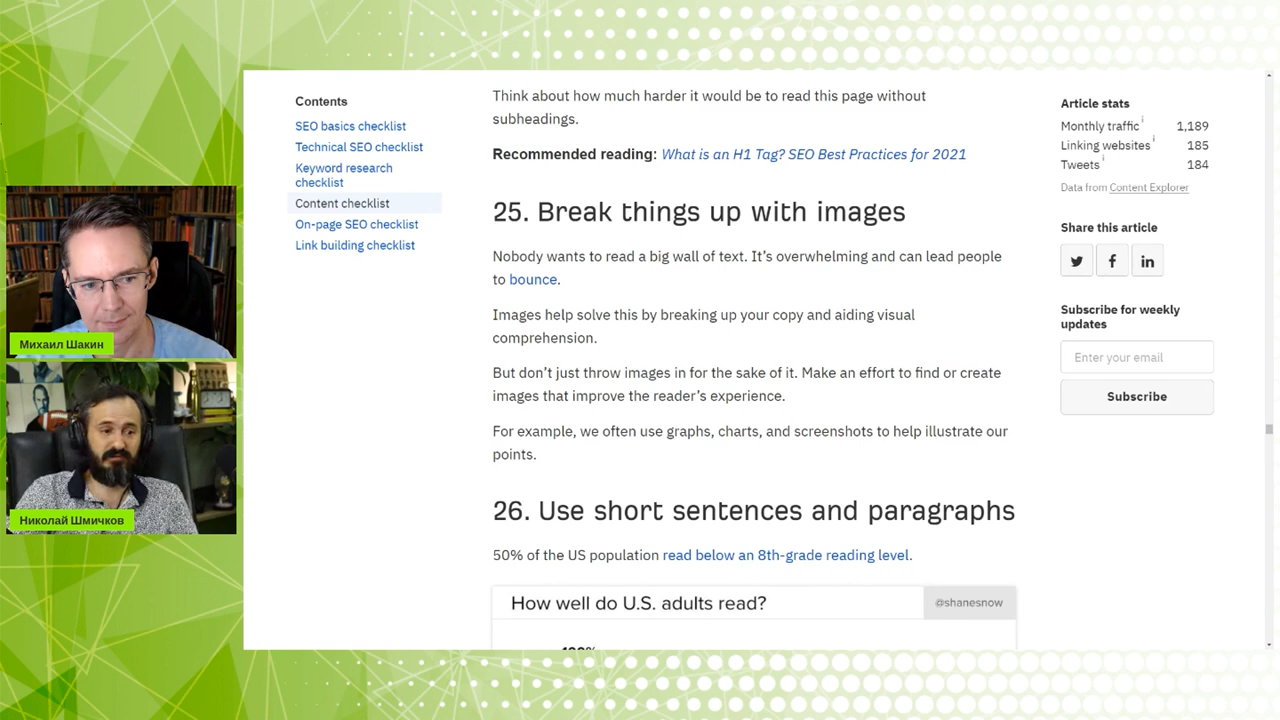 Contents
SEO basics checklist
Technical SEO checklist
Keyword research
checklist
Content checklist
On-page SEO checklist
Link building checklist
Михаил Шакин
Николай Шмичков
Think about how much harder it would be to read this page without
subheadings.
Recommended reading: What is an H1 Tag? SEO Best Practices for 2021
25. Break things up with images
Nobody wants to read a big wall of text. It’s overwhelming and can lead people
to bounce.
Images help solve this by breaking up your copy and aiding visual
comprehension.
But don’t just throw images in for the sake of it. Make an effort to find or create
images that improve the reader’s experience.
For example, we often use graphs, charts, and screenshots to help illustrate our
points.
26. Use short sentences and paragraphs
50% of the US population read below an 8th-grade reading level.
How well do U.S. adults read?
@shanesnow
Article stats
Monthly traffic i 1,189
Linking websites i 185
Tweets i 184
Data from Content Explorer
Share this article
Subscribe for weekly
updates
Enter your email
Subscribe